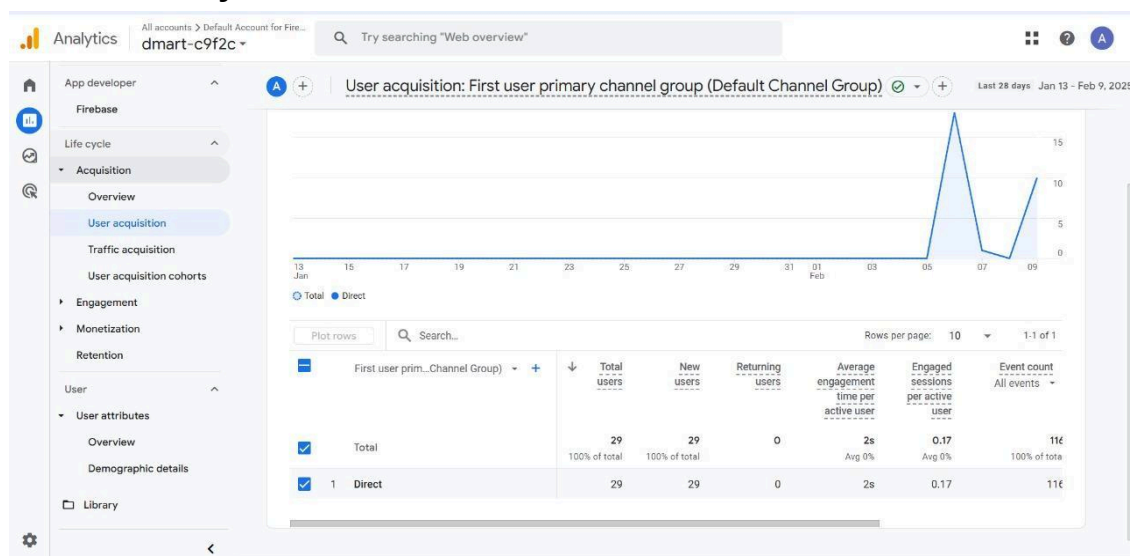 Analytics
All accounts > Default Account for Fire...
dmart-c9f2c
Try searching "Web overview"
A
App developer
Firebase
Life cycle
Acquisition
Overview
User acquisition
Traffic acquisition
User acquisition cohorts
Engagement
Monetization
Retention
User
User attributes
Overview
Demographic details
Library
A
User acquisition: First user primary channel group (Default Channel Group)
Last 28 days Jan 13 - Feb 9, 2025
15
10
5
0
13 15 17 19 21 23 25 27 29 31 01 03 05 07 09
Jan Feb
Total Direct
Plot rows Search... Rows per page: 10 1-1 of 1
First user prim...Channel Group) + Total users New users Returning users Average engagement time per active user Engaged sessions per active user Event count All events
Total 29 29 0 2s 0.17
100% of total 100% of total Avg 0% Avg 0% 100% of tota
1 Direct 29 29 0 2s 0.17